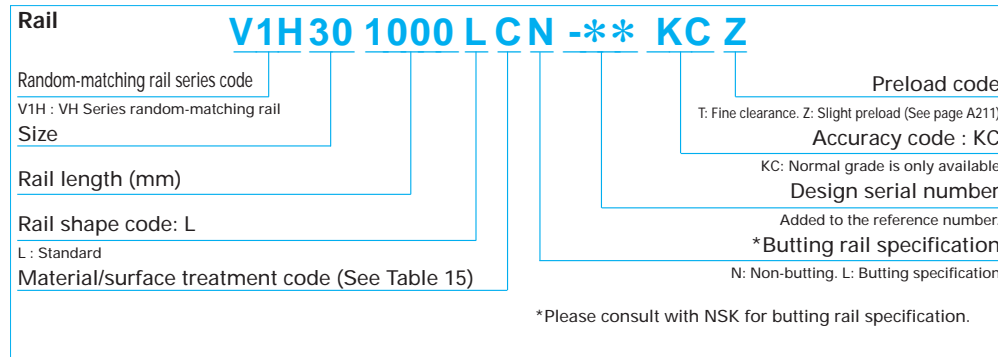 Rail
V1H 30 1000 L C N -** KC Z
Random-matching rail series code
V1H : VH Series random-matching rail
Size
Rail length (mm)
Rail shape code: L
L : Standard
Material/surface treatment code (See Table 15)
Preload code
T: Fine clearance. Z: Slight preload (See page A211)
Accuracy code : KC
KC: Normal grade is only available
Design serial number
Added to the reference number.
*Butting rail specification
N: Non-butting. L: Butting specification
*Please consult with NSK for butting rail specification.